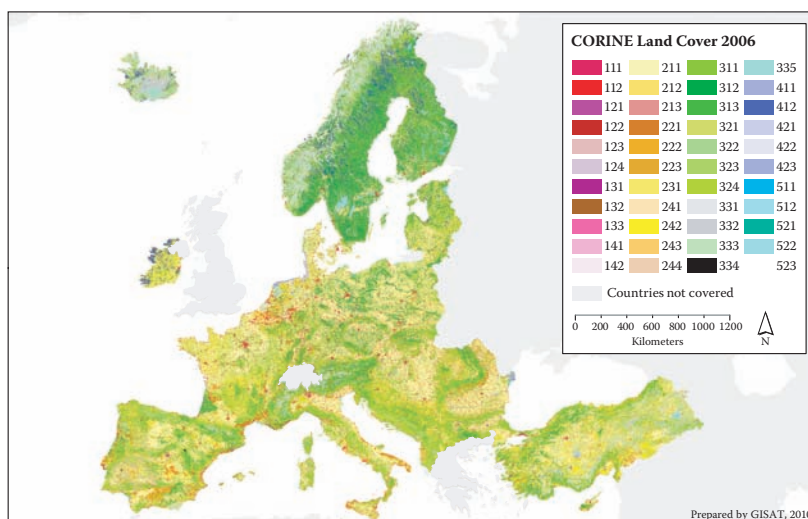 CORINE Land Cover 2006
111 211 311 335
112 212 312 411
121 213 313 412
122 221 321 421
123 222 322 422
124 223 323 423
131 231 324 511
132 241 331 512
133 242 332 521
141 243 333 522
142 244 334 523
Countries not covered
0 200 400 600 800 1000 1200
Kilometers
N
Prepared by GISAT, 2010